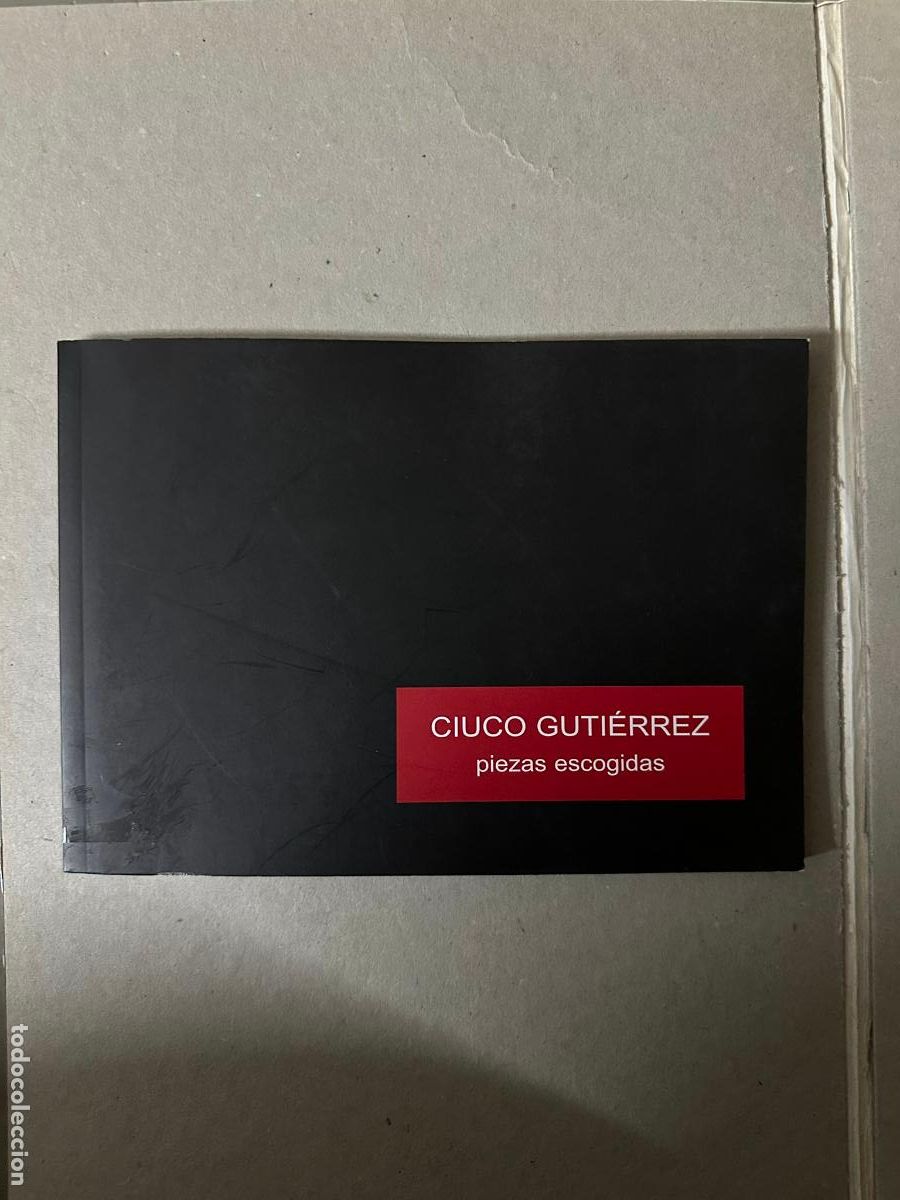 CIUCO GUTIÉRREZ
piezas escogidas
todocoleccion